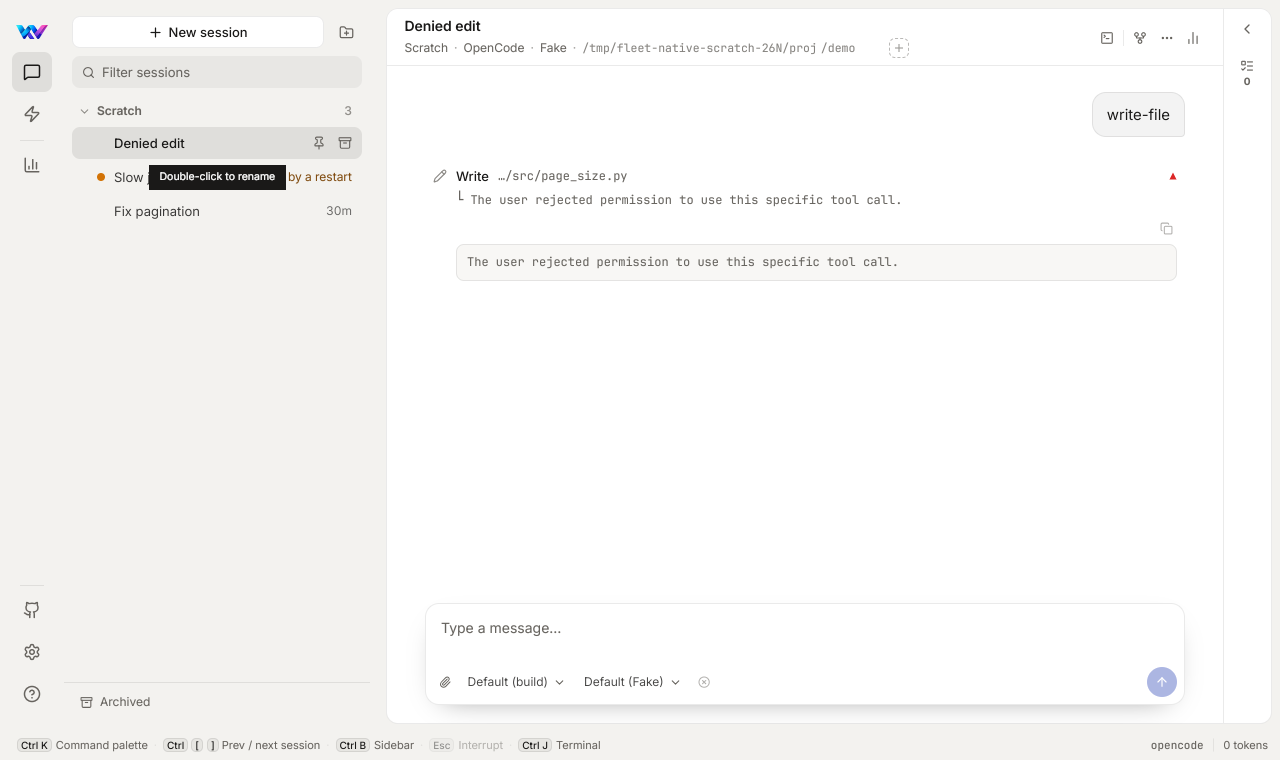 New session
Filter sessions
Scratch 3
Denied edit
Slow
Double-click to rename
by a restart
Fix pagination 30m
Archived
Denied edit
Scratch · OpenCode · Fake · /tmp/fleet-native-scratch-26N/proj /demo
0
write-file
Write …/src/page_size.py
└ The user rejected permission to use this specific tool call.
The user rejected permission to use this specific tool call.
Type a message…
Default (build) Default (Fake)
Ctrl K Command palette · Ctrl [ ] Prev / next session · Ctrl B Sidebar · Esc Interrupt · Ctrl J Terminal
opencode 0 tokens